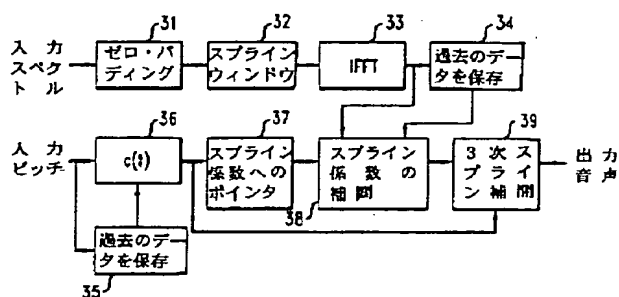 31
32
33
34
入力
スペク
トル
ゼロ・パ
ディング
スプライン
ウィンドウ
IFFT
過去のデー
タを保存
36
37
39
入力
ピッチ
c(t)
スプライン
係数への
ポインタ
スプライン
係数の
補間
38
3次ス
プライ
ン補間
出力
音声
過去のデー
タを保存
35